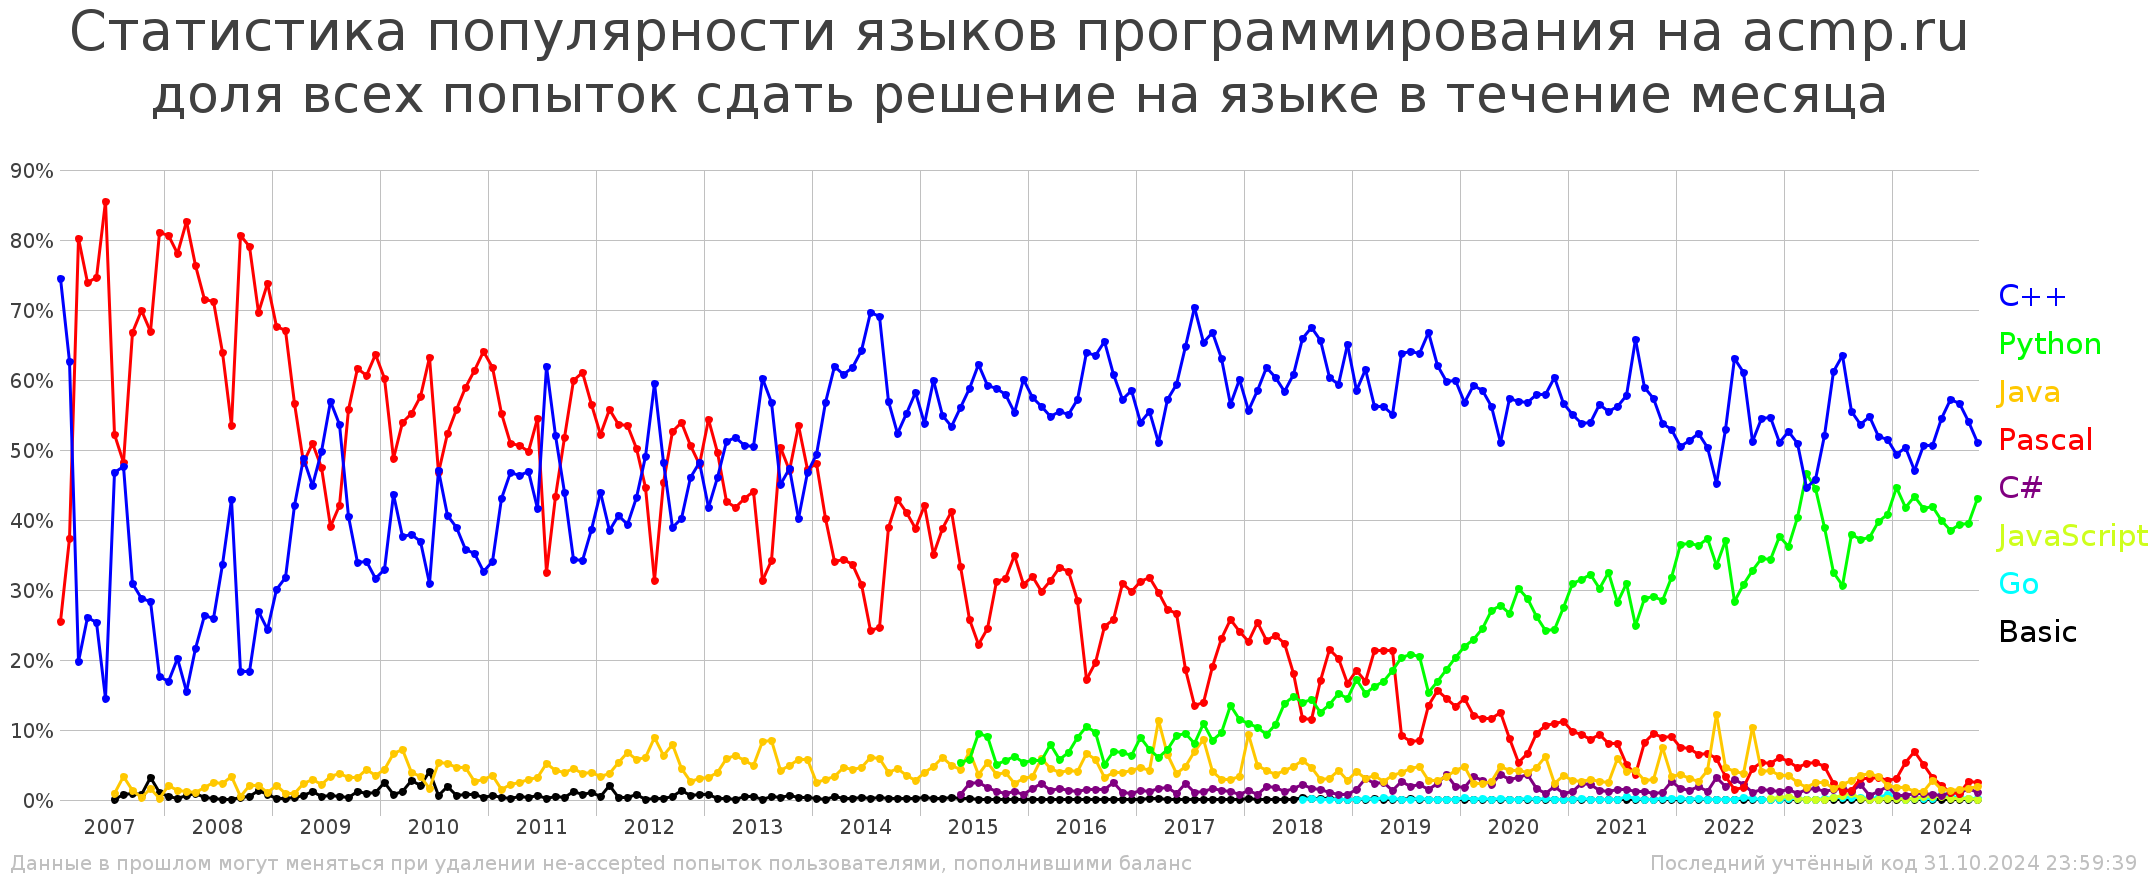 Статистика популярности языков программирования на acmp.ru
доля всех попыток сдать решение на языке в течение месяца
90%
80%
70%
60%
50%
40%
30%
20%
10%
0%
C++
Python
Java
Pascal
C#
JavaScript
Go
Basic
2007 2008 2009 2010 2011 2012 2013 2014 2015 2016 2017 2018 2019 2020 2021 2022 2023 2024
Данные в прошлом могут меняться при удалении не-accepted попыток пользователями, пополнившими баланс
Последний учтённый код 31.10.2024 23:59:39